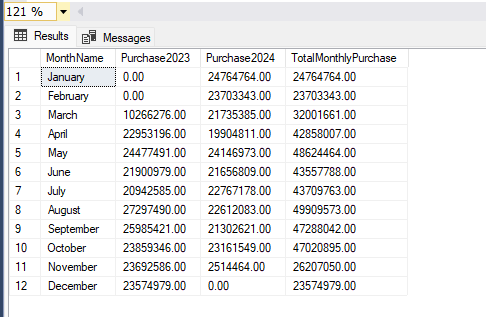 121 %
Results Messages
MonthName Purchase2023 Purchase2024 TotalMonthlyPurchase
1 January 0.00 24764764.00 24764764.00
2 February 0.00 23703343.00 23703343.00
3 March 10266276.00 21735385.00 32001661.00
4 April 22953196.00 19904811.00 42858007.00
5 May 24477491.00 24146973.00 48624464.00
6 June 21900979.00 21656809.00 43557788.00
7 July 20942585.00 22767178.00 43709763.00
8 August 27297490.00 22612083.00 49909573.00
9 September 25985421.00 21302621.00 47288042.00
10 October 23859346.00 23161549.00 47020895.00
11 November 23692586.00 2514464.00 26207050.00
12 December 23574979.00 0.00 23574979.00